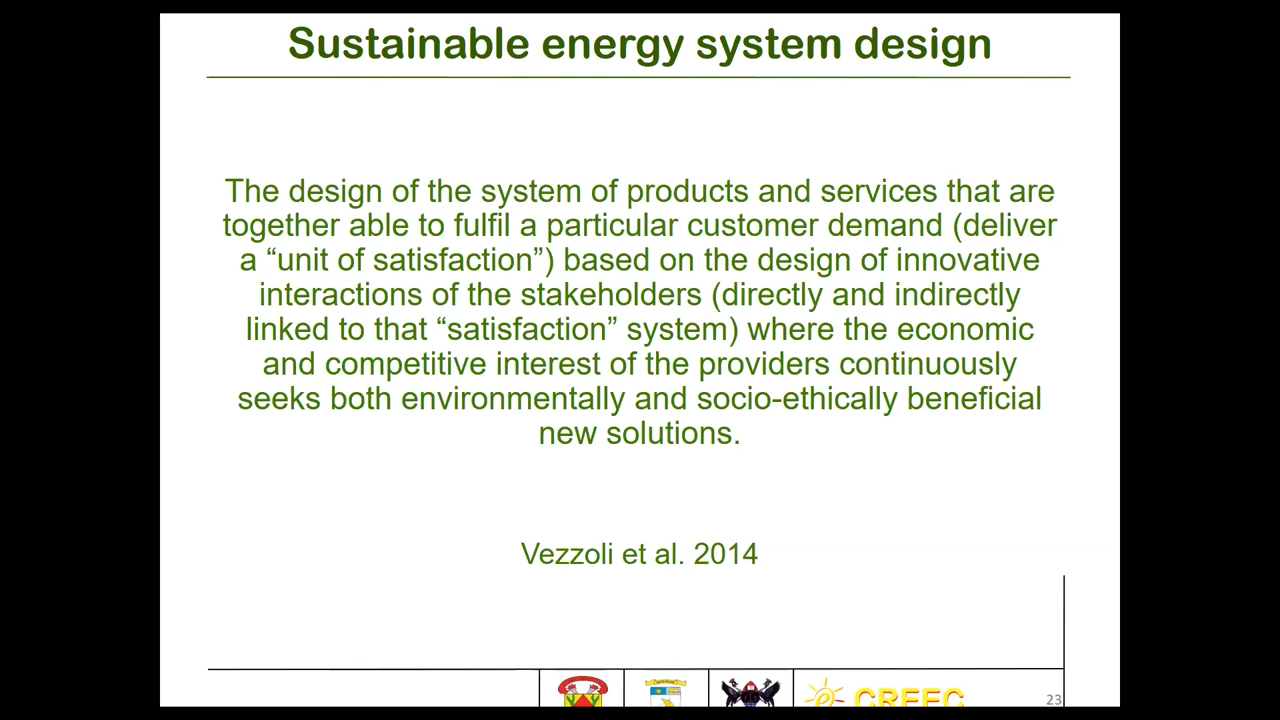 Sustainable energy system design
The design of the system of products and services that are
together able to fulfil a particular customer demand (deliver
a “unit of satisfaction”) based on the design of innovative
interactions of the stakeholders (directly and indirectly
linked to that “satisfaction” system) where the economic
and competitive interest of the providers continuously
seeks both environmentally and socio-ethically beneficial
new solutions.
Vezzoli et al. 2014
CREEC
23